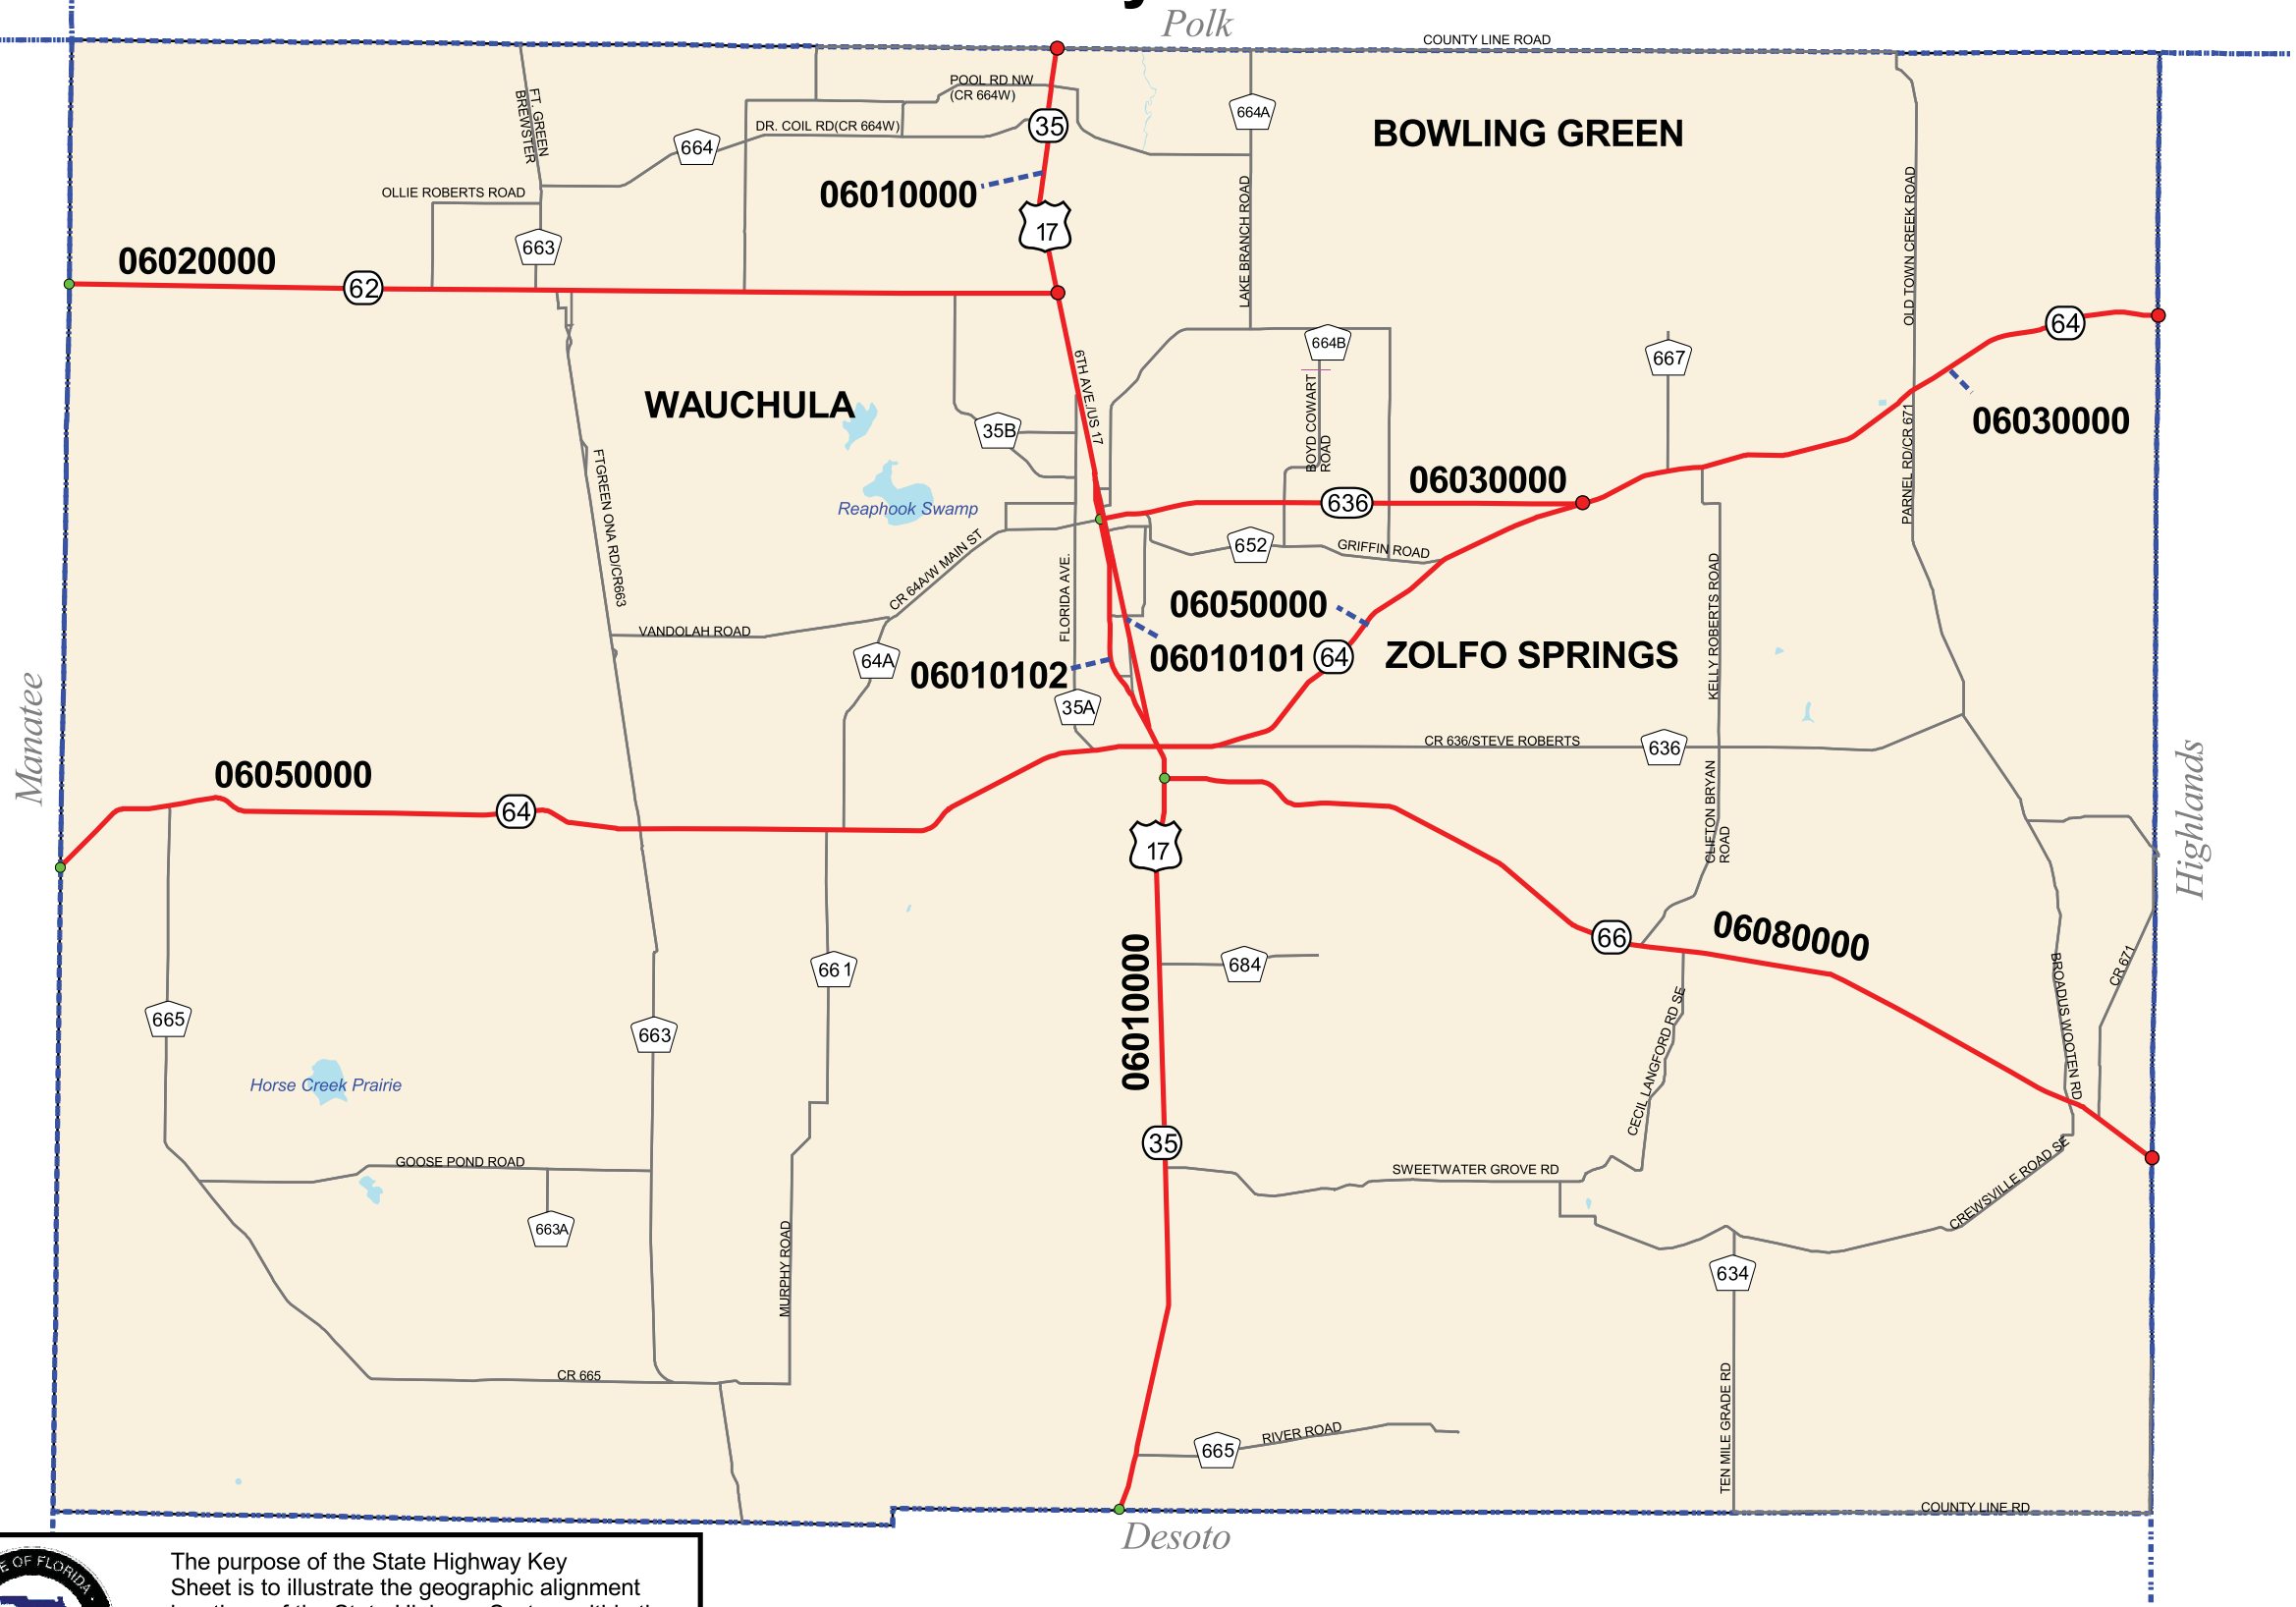 Polk
COUNTY LINE ROAD
FT. GREEN
BREWSTER
POOL RD NW
(CR 664W)
DR. COIL RD(CR 664W)
35
664A
BOWLING GREEN
664
OLLIE ROBERTS ROAD
06010000
17
663
06020000
62
LAKE BRANCH ROAD
OLD TOWN CREEK ROAD
64
6TH AVE./US 17
664B
667
WAUCHULA
35B
BOYD COWART
ROAD
06030000
06030000
PARNEL RD/CR 671
636
Reaphook Swamp
FTGREEN ONA RD/CR663
CR 64A/W MAIN ST
652
GRIFFIN ROAD
FLORIDA AVE.
06050000
KELLY ROBERTS ROAD
VANDOLAH ROAD
64A
06010102
06010101
64
ZOLFO SPRINGS
35A
Manatee
CR 636/STEVE ROBERTS
636
06050000
64
Highlands
CLIFTON BRYAN
ROAD
17
66
06080000
06010000
684
661
BROADUS WOOTEN RD
CR 671
665
663
CECIL LANGFORD RD SE
Horse Creek Prairie
35
GOOSE POND ROAD
SWEETWATER GROVE RD
CREWSVILLE ROAD SE
663A
MURPHY ROAD
634
CR 665
TEN MILE GRADE RD
665
RIVER ROAD
COUNTY LINE RD
Desoto
E OF FLORIDA
The purpose of the State Highway Key
Sheet is to illustrate the geographic alignment